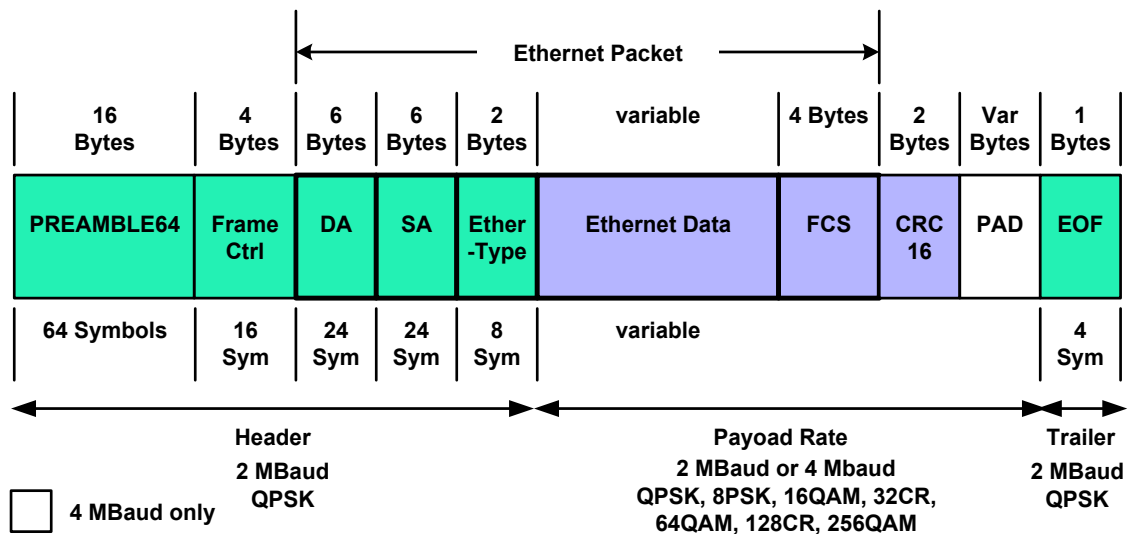 Ethernet Packet
16 Bytes
4 Bytes
6 Bytes
6 Bytes
2 Bytes
variable
4 Bytes
2 Bytes
Var Bytes
1 Bytes
PREAMBLE64
Frame Ctrl
DA
SA
Ether -Type
Ethernet Data
FCS
CRC 16
PAD
EOF
64 Symbols
16 Sym
24 Sym
24 Sym
8 Sym
variable
4 Sym
Header
2 MBaud
QPSK
Payoad Rate
2 MBaud or 4 Mbaud
QPSK, 8PSK, 16QAM, 32CR,
64QAM, 128CR, 256QAM
Trailer
2 MBaud
QPSK
4 MBaud only